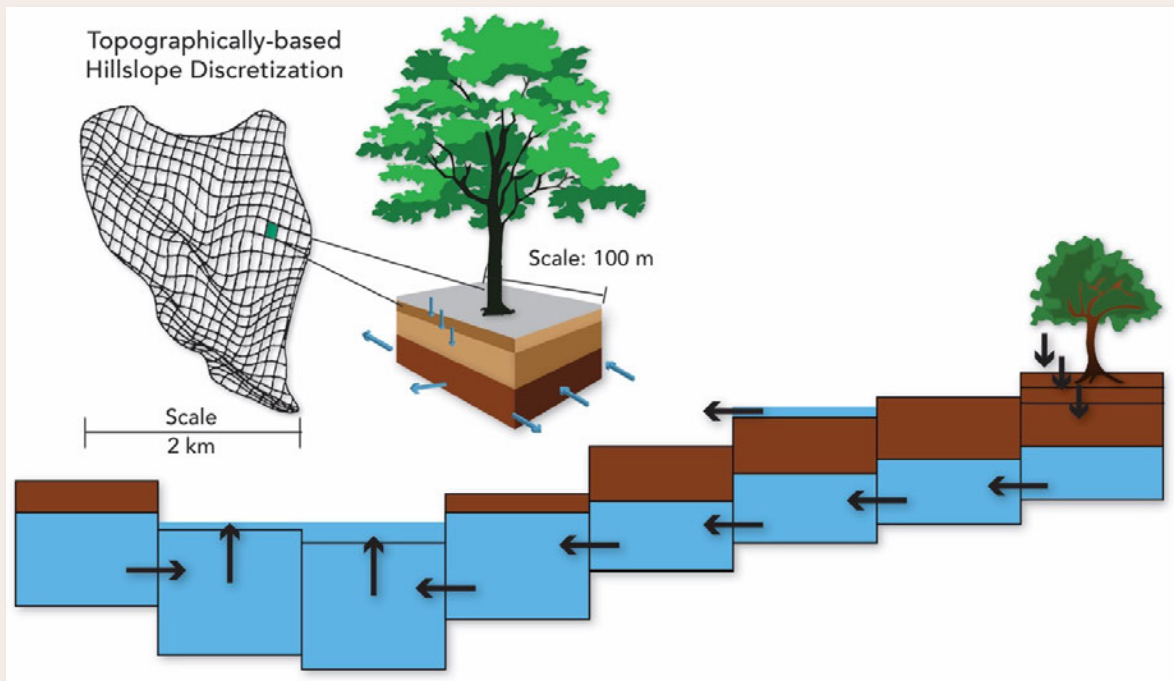 Topographically-based
Hillslope Discretization
Scale: 100 m
Scale
2 km